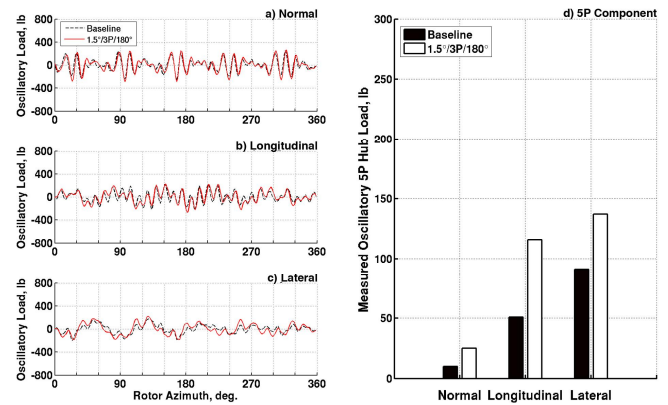 a) Normal
Oscillatory Load, lb
800
400
0
-400
-800
Baseline
1.5°/3P/180°
0 90 180 270 360
b) Longitudinal
Oscillatory Load, lb
800
400
0
-400
-800
0 90 180 270 360
c) Lateral
Oscillatory Load, lb
800
400
0
-400
-800
0 90 180 270 360
Rotor Azimuth, deg.
d) 5P Component
Measured Oscillatory 5P Hub Load, lb
300
250
200
150
100
50
0
Baseline
1.5°/3P/180°
Normal Longitudinal Lateral